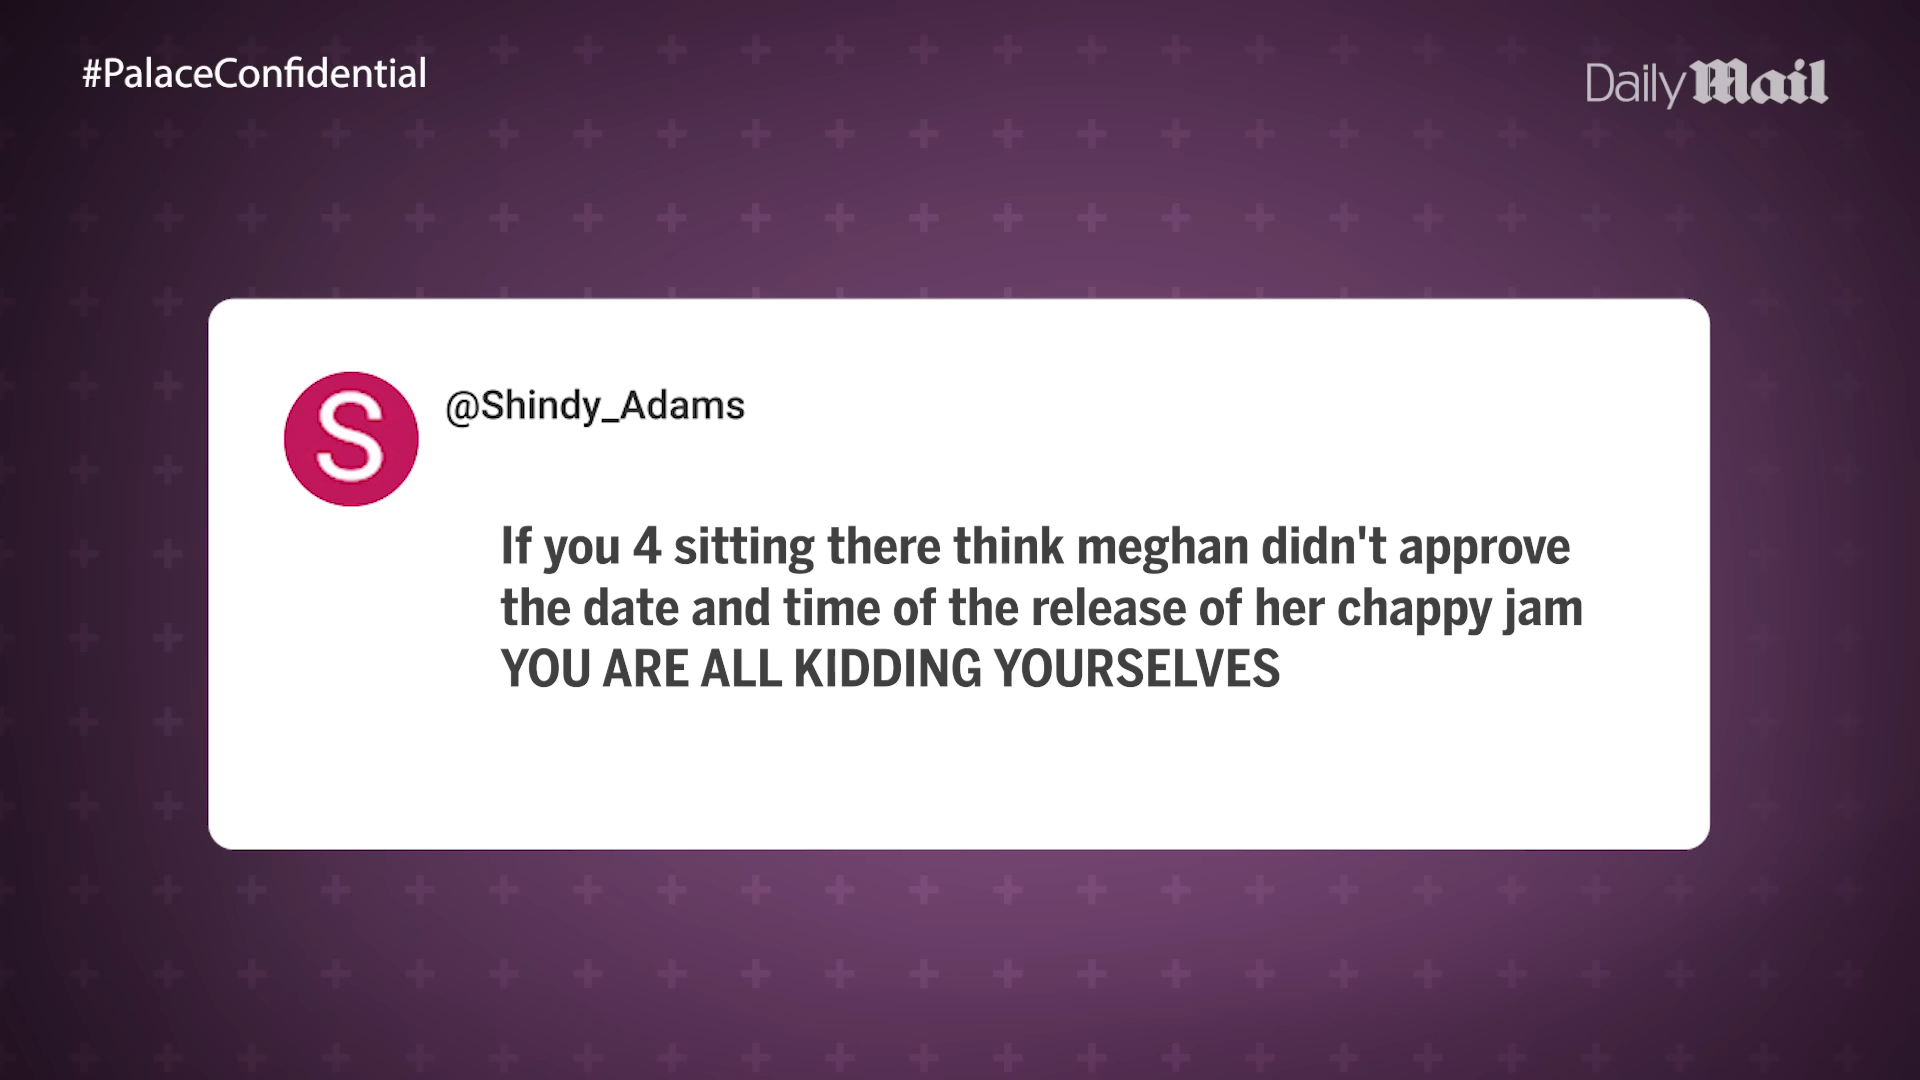 #PalaceConfidential
Daily Mail
S
@Shindy_Adams
If you 4 sitting there think meghan didn't approve
the date and time of the release of her chappy jam
YOU ARE ALL KIDDING YOURSELVES